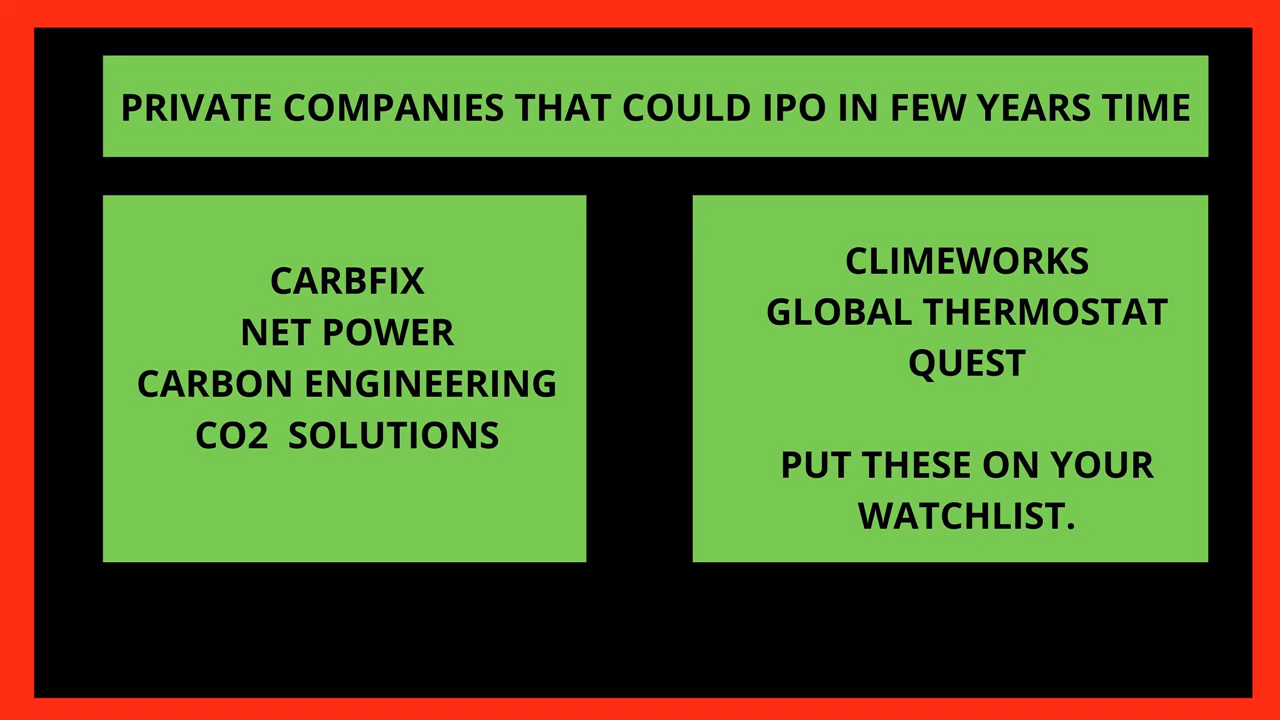 PRIVATE COMPANIES THAT COULD IPO IN FEW YEARS TIME
CARBFIX
NET POWER
CARBON ENGINEERING
CO2 SOLUTIONS
CLIMEWORKS
GLOBAL THERMOSTAT
QUEST
PUT THESE ON YOUR
WATCHLIST.